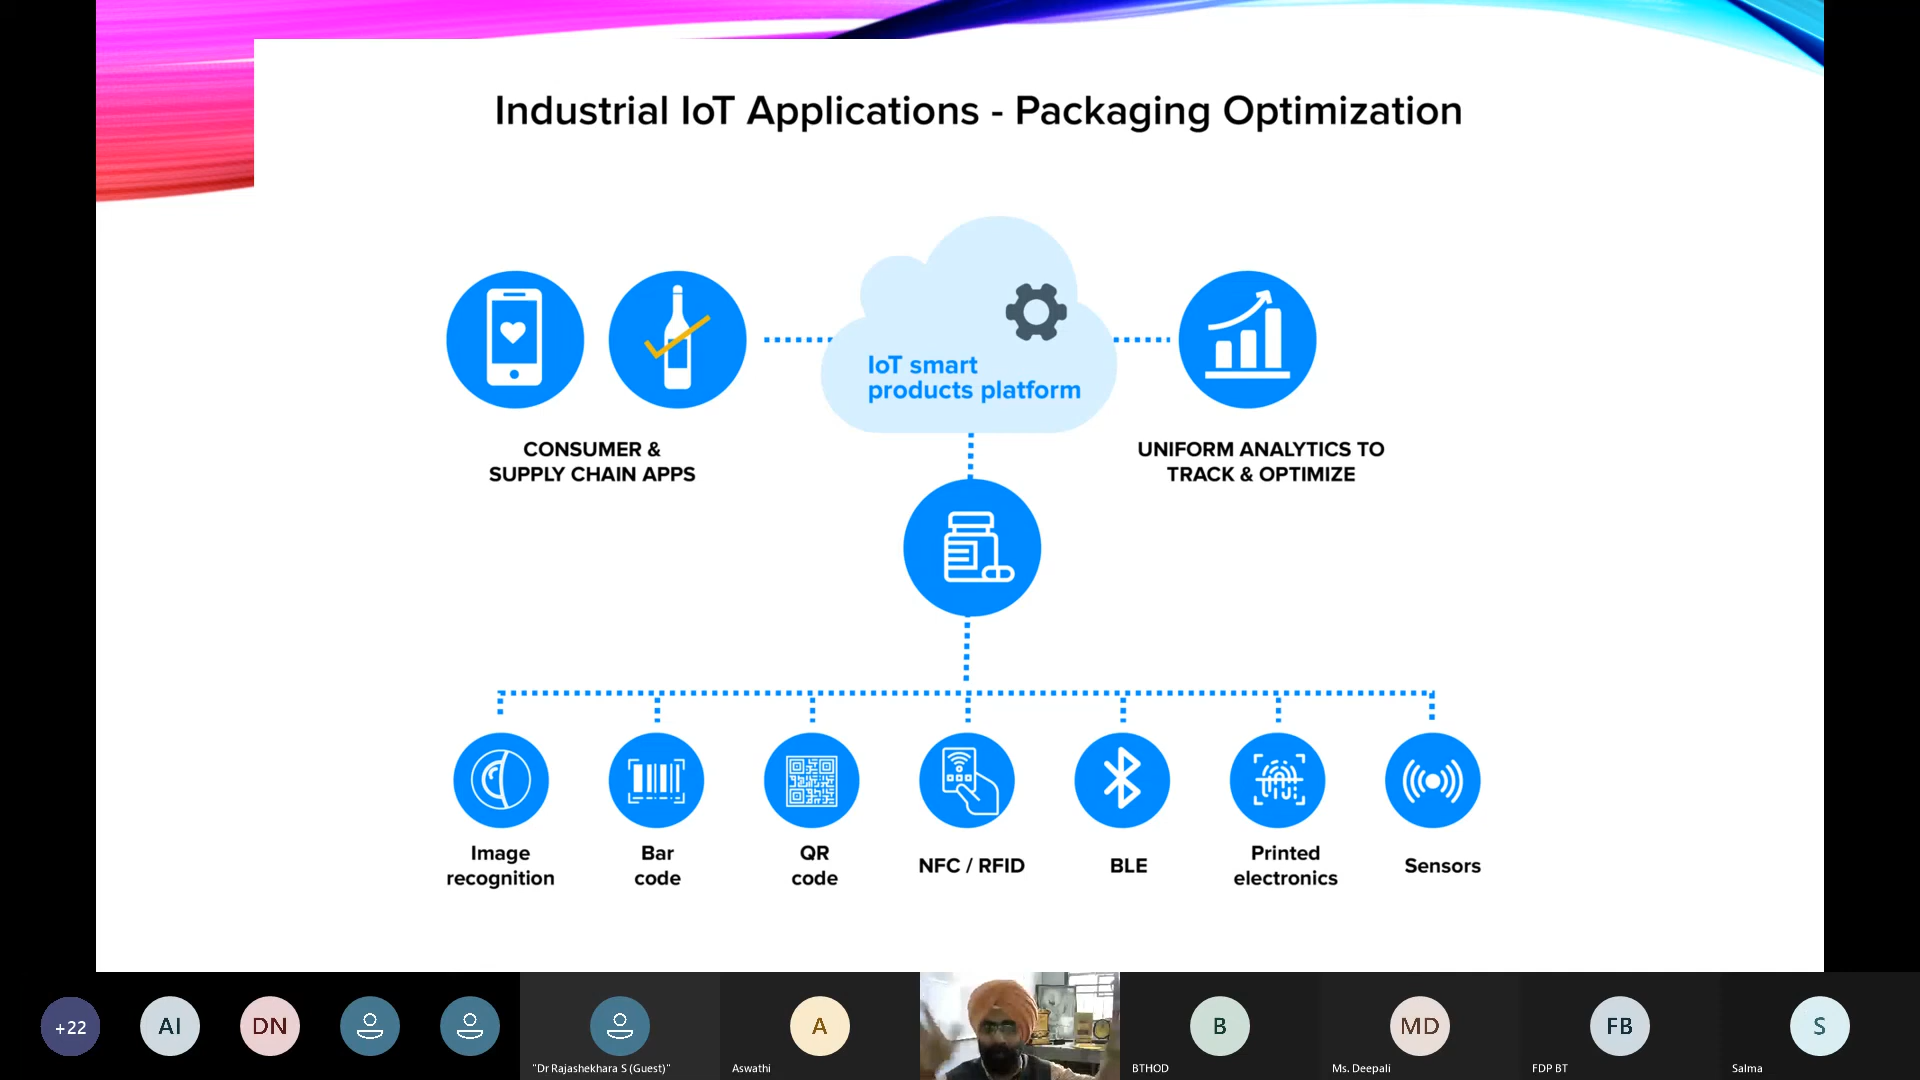 Industrial IoT Applications - Packaging Optimization
IoT smart
products platform
CONSUMER &
SUPPLY CHAIN APPS
UNIFORM ANALYTICS TO
TRACK & OPTIMIZE
Image
recognition
Bar
code
QR
code
NFC / RFID
BLE
Printed
electronics
Sensors
+22
AI
DN
"Dr Rajashekhara S (Guest)"
A
Aswathi
B
BTHOD
MD
Ms. Deepali
FB
FDP BT
S
Salma